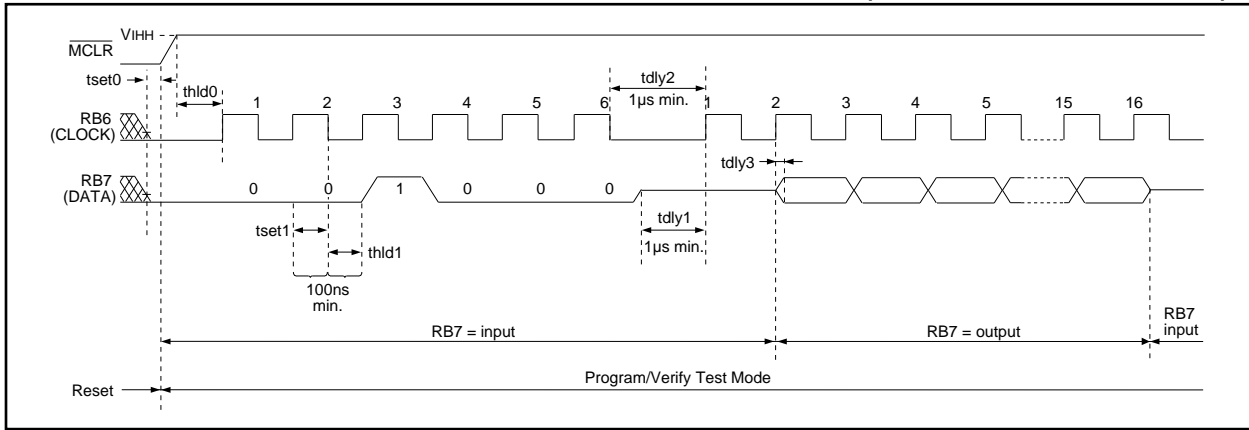 VIHH
MCLR
tset0
thld0
tdly2
1µs min.
1 2 3 4 5 6 1 2 3 4 5 15 16
RB6
(CLOCK)
tdly3
RB7
(DATA)
0 0 1 0 0 0
tset1
tdly1
thld1
1µs min.
100ns
min.
RB7 = input
RB7 = output
RB7
input
Reset
Program/Verify Test Mode